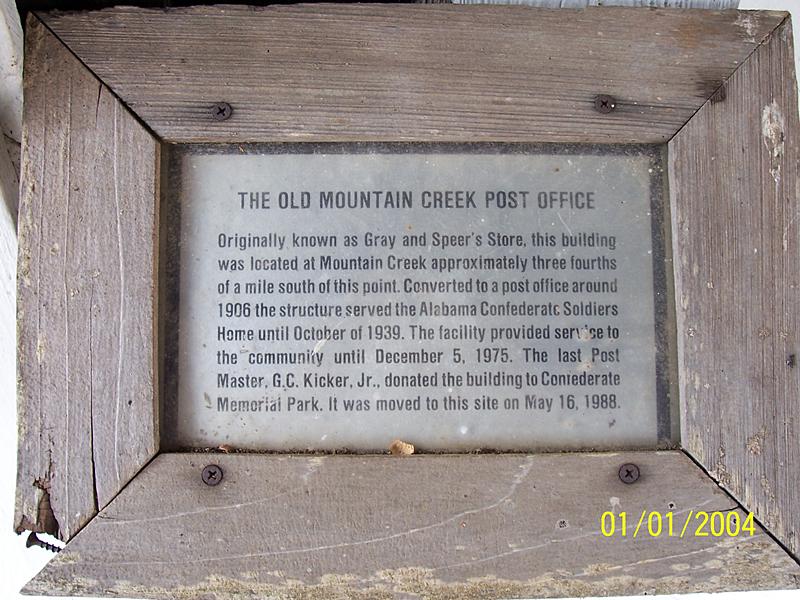 THE OLD MOUNTAIN CREEK POST OFFICE
Originally known as Gray and Speer's Store, this building
was located at Mountain Creek approximately three fourths
of a mile south of this point. Converted to a post office around
1906 the structure served the Alabama Confederate Soldiers
Home until October of 1939. The facility provided service to
the community until December 5, 1975. The last Post
Master, G.C. Kicker, Jr., donated the building to Confederate
Memorial Park. It was moved to this site on May 16, 1988.
01/01/2004